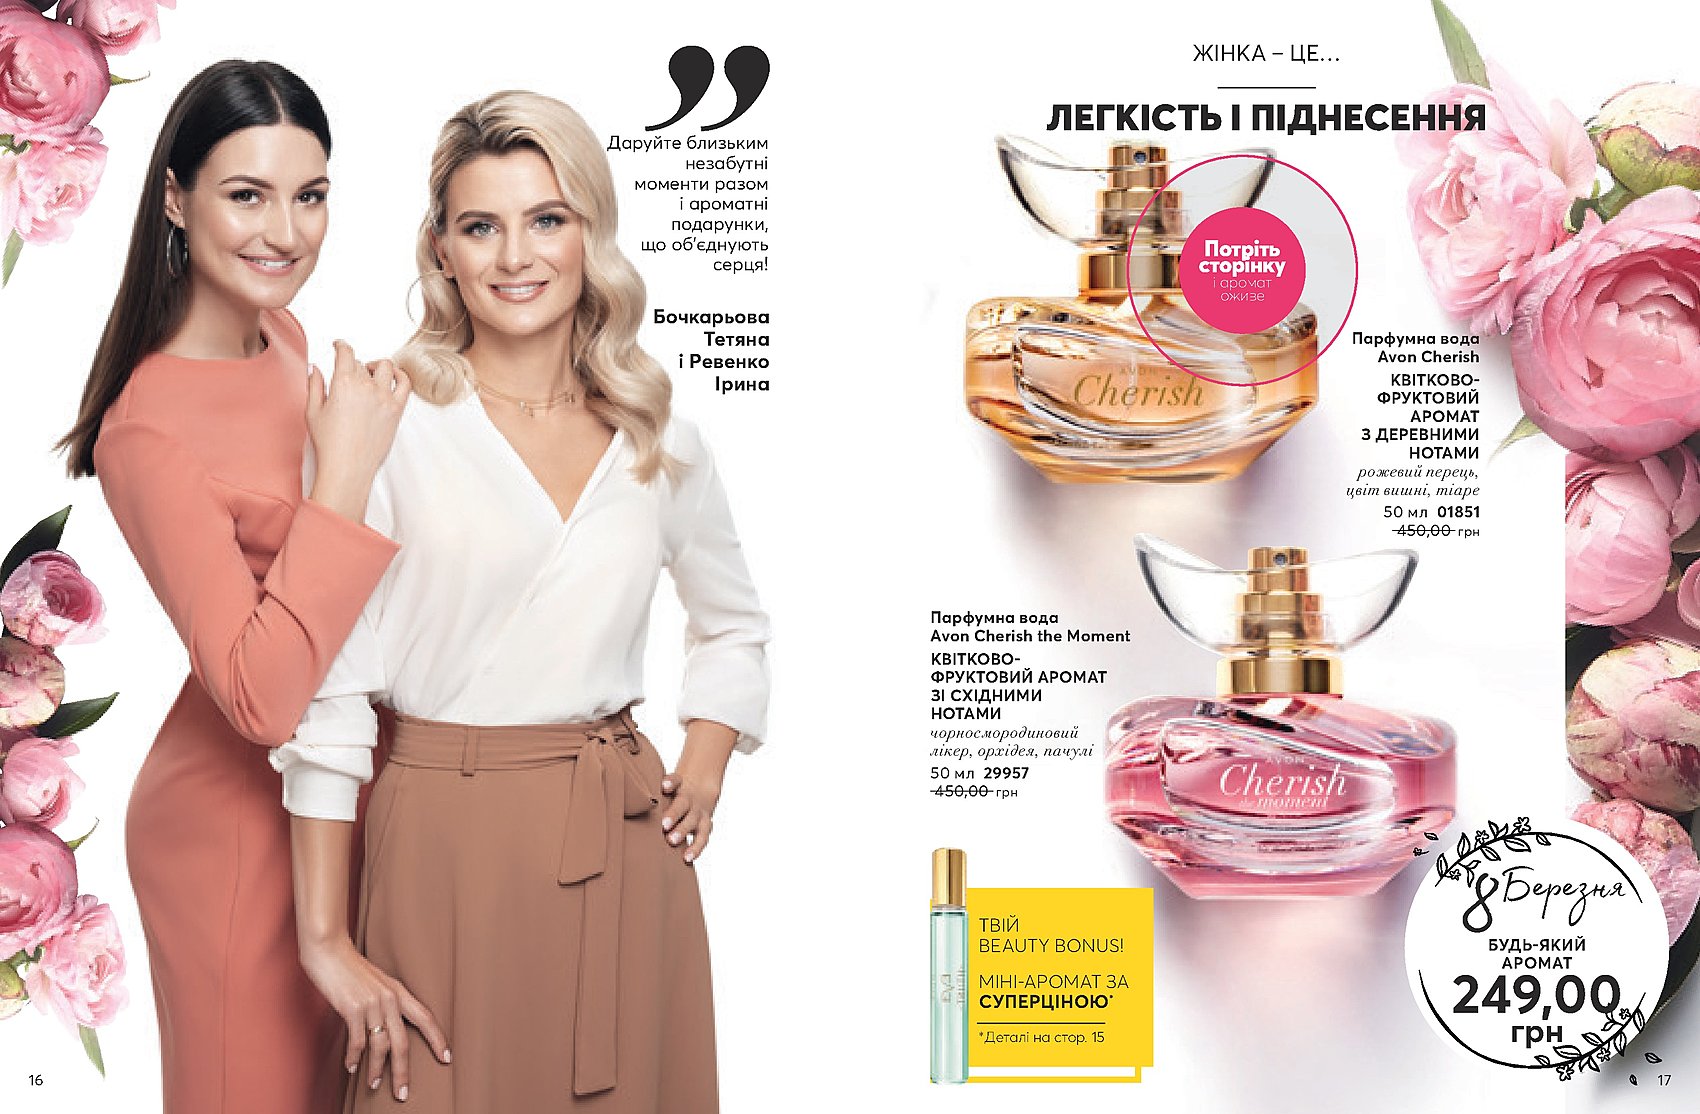 ”
Даруйте близьким
незабутні
моменти разом
і ароматні
подарунки,
що об’єднують
серця!
Бочкарьова
Тетяна
і Ревенко
Ірина
16
ЖІНКА – ЦЕ...
ЛЕГКІСТЬ І ПІДНЕСЕННЯ
Потріть
сторінку
і аромат
оживе
AVON
Cherish
Парфумна вода
Avon Cherish
КВІТКОВО-
ФРУКТОВИЙ
АРОМАТ
З ДЕРЕВНИМИ
НОТАМИ
рожевий перець,
цвіт вишні, тіаре
50 мл 01851
450,00 грн
Парфумна вода
Avon Cherish the Moment
КВІТКОВО-
ФРУКТОВИЙ АРОМАТ
ЗІ СХІДНИМИ
НОТАМИ
чорносмородиновий
лікер, орхідея, пачулі
50 мл 29957
450,00 грн
AVON
Cherish
the moment
ТВІЙ
BEAUTY BONUS!
МІНІ-АРОМАТ ЗА
СУПЕРЦІНОЮ*
*Деталі на стор. 15
8 Березня
БУДЬ-ЯКИЙ
АРОМАТ
249,00
грн
17